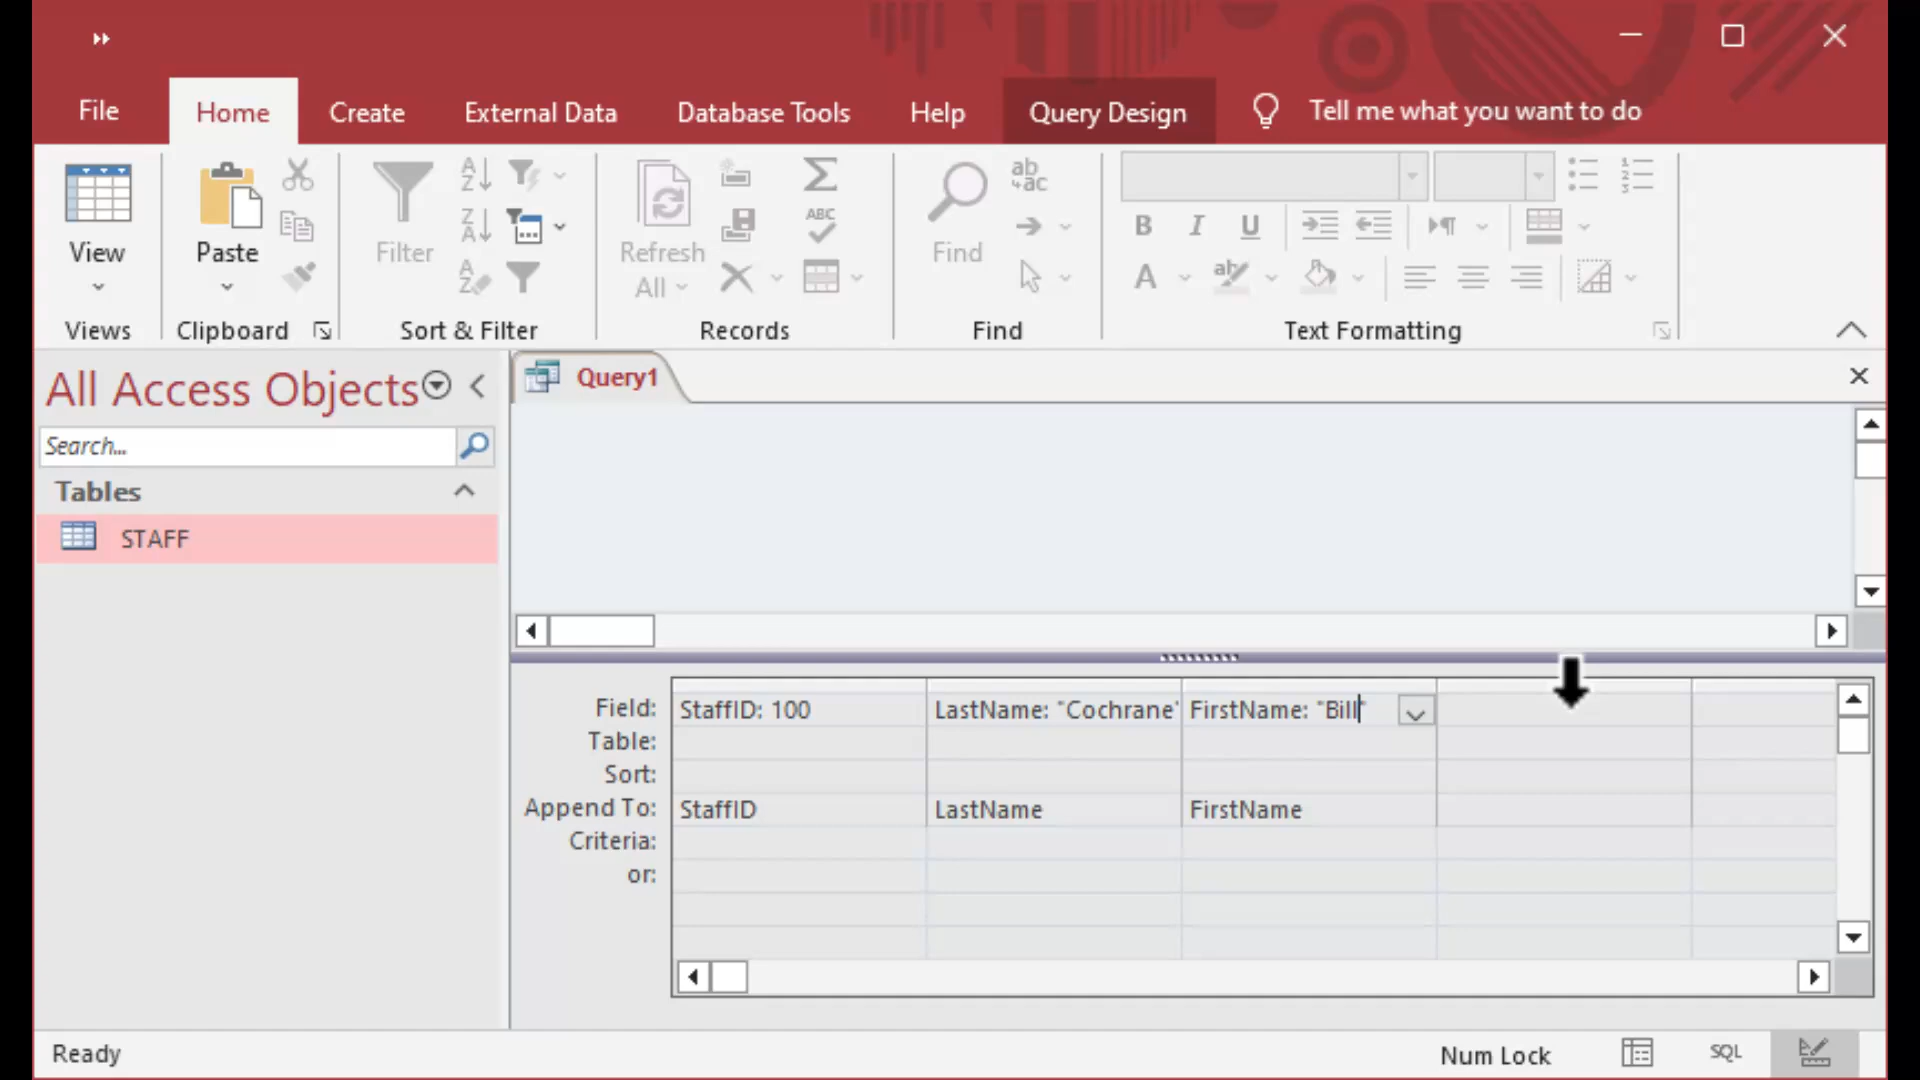 File Home Create External Data Database Tools Help Query Design Tell me what you want to do
View
Paste
Filter
Refresh
All
Find
Views Clipboard Sort & Filter Records Find Text Formatting
All Access Objects
Search...
Tables
STAFF
Query1
Field: StaffID: 100 LastName: "Cochrane" FirstName: "Bill"
Table:
Sort:
Append To: StaffID LastName FirstName
Criteria:
or:
Ready Num Lock SQL